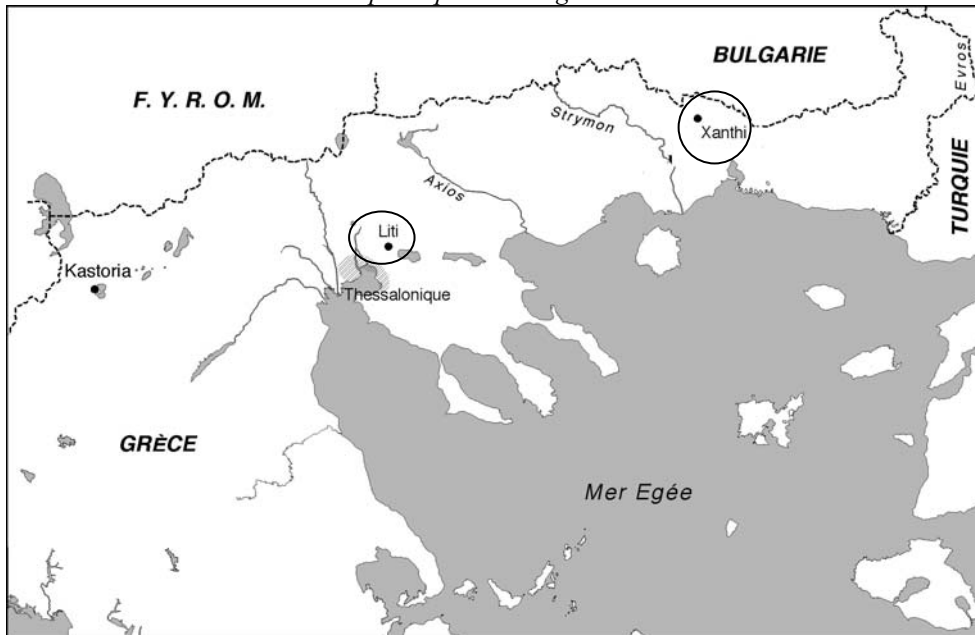 BULGARIE
Evros
F. Y. R. O. M.
Strymon
Xanthi
TURQUIE
Axios
Liti
Kastoria
Thessalonique
GRÈCE
Mer Egée